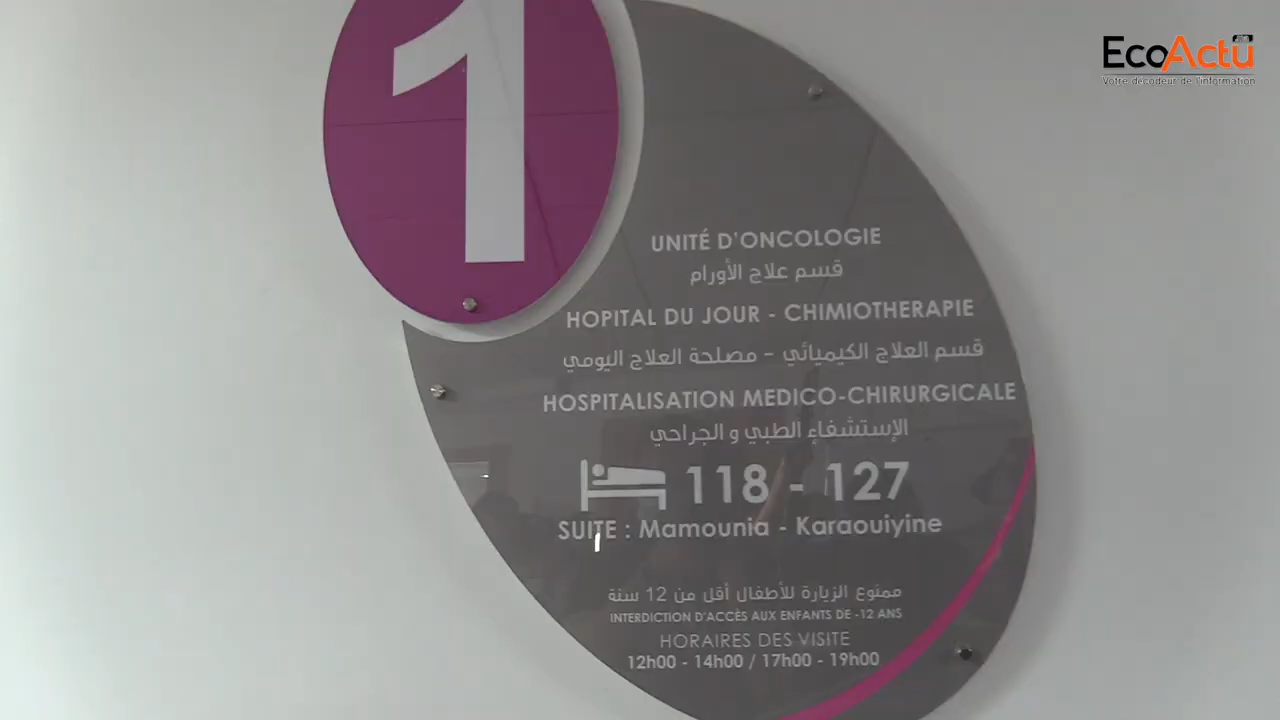 EcoActu
Votre décodeur de l'information
1
UNITÉ D'ONCOLOGIE
قسم علاج الأورام
HOPITAL DU JOUR - CHIMIOTHERAPIE
قسم العلاج الكيميائي - مصلحة العلاج اليومي
HOSPITALISATION MEDICO-CHIRURGICALE
الإستشفاء الطبي و الجراحي
118 - 127
SUITE : Mamounia - Karaouiyine
ممنوع الزيارة للأطفال أقل من 12 سنة
INTERDICTION D'ACCÈS AUX ENFANTS DE -12 ANS
HORAIRES DES VISITE
12h00 - 14h00 / 17h00 - 19h00